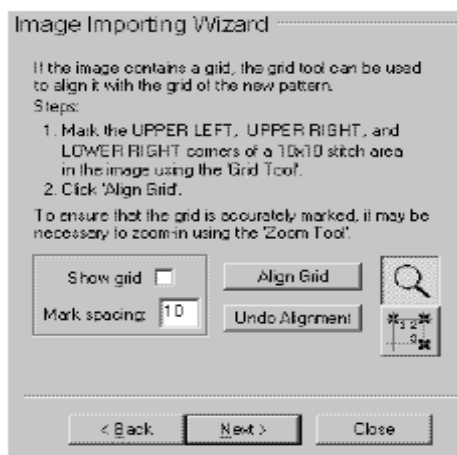 Image Importing Wizard
If the image contains a grid, the grid tool can be used
to align it with the grid of the new pattern.
Steps:
1. Mark the UPPER LEFT, UPPER RIGHT, and
LOWER RIGHT corners of a 10x10 stitch area
in the image using the 'Grid Tool'.
2. Click 'Align Grid'.
To ensure that the grid is accurately marked, it may be
necessary to zoom-in using the 'Zoom Tool'.
Show grid
Align Grid
Mark spacing: 10
Undo Alignment
1 2
3
< Back
Next >
Close